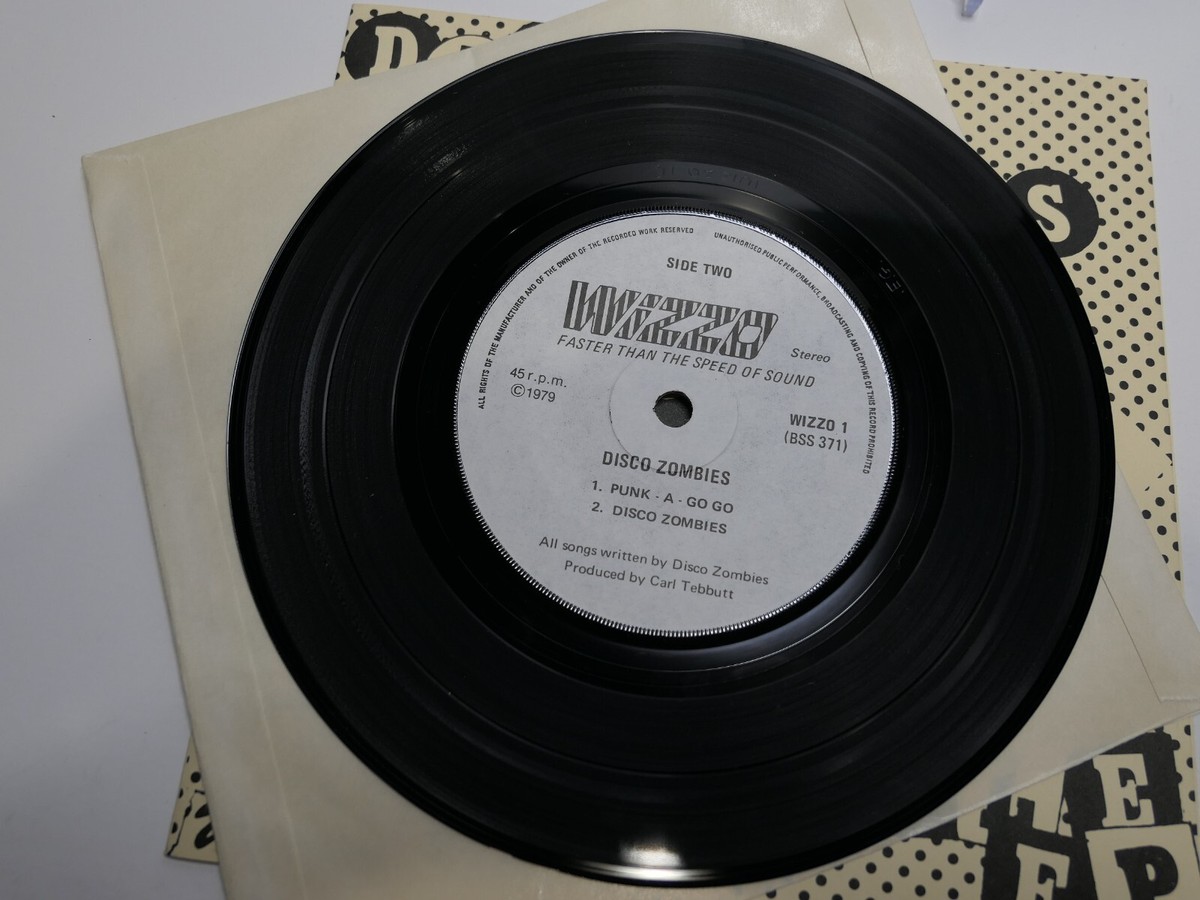 D
S
ALL RIGHTS OF THE MANUFACTURER AND OF THE OWNER OF THE RECORDED WORK RESERVED
UNAUTHORISED PUBLIC PERFORMANCE, BROADCASTING AND COPYING OF THIS RECORD PROHIBITED
SIDE TWO
WIZZO
FASTER THAN THE SPEED OF SOUND
Stereo
45 r.p.m.
©1979
WIZZO 1
(BSS 371)
DISCO ZOMBIES
1. PUNK - A - GO GO
2. DISCO ZOMBIES
All songs written by Disco Zombies
Produced by Carl Tebbutt
HE
EP